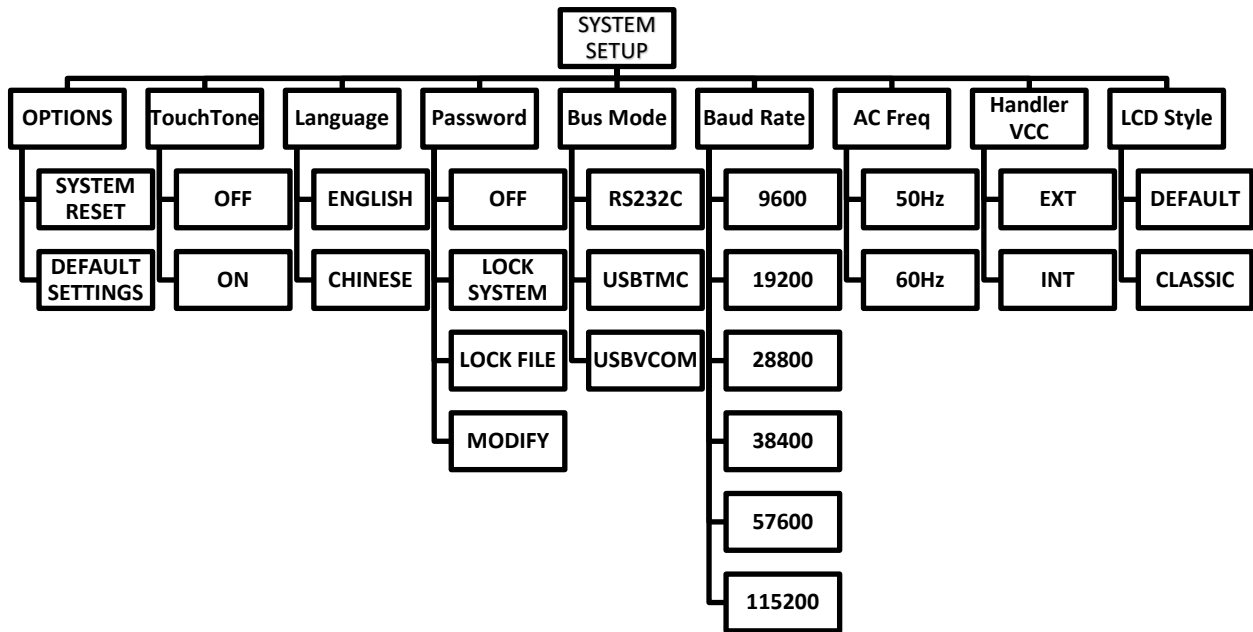 SYSTEM
SETUP
OPTIONS
TouchTone
Language
Password
Bus Mode
Baud Rate
AC Freq
Handler
VCC
LCD Style
SYSTEM
RESET
OFF
ENGLISH
OFF
RS232C
9600
50Hz
EXT
DEFAULT
DEFAULT
SETTINGS
ON
CHINESE
LOCK
SYSTEM
USBTMC
19200
60Hz
INT
CLASSIC
LOCK FILE
USBVCOM
28800
MODIFY
38400
57600
115200